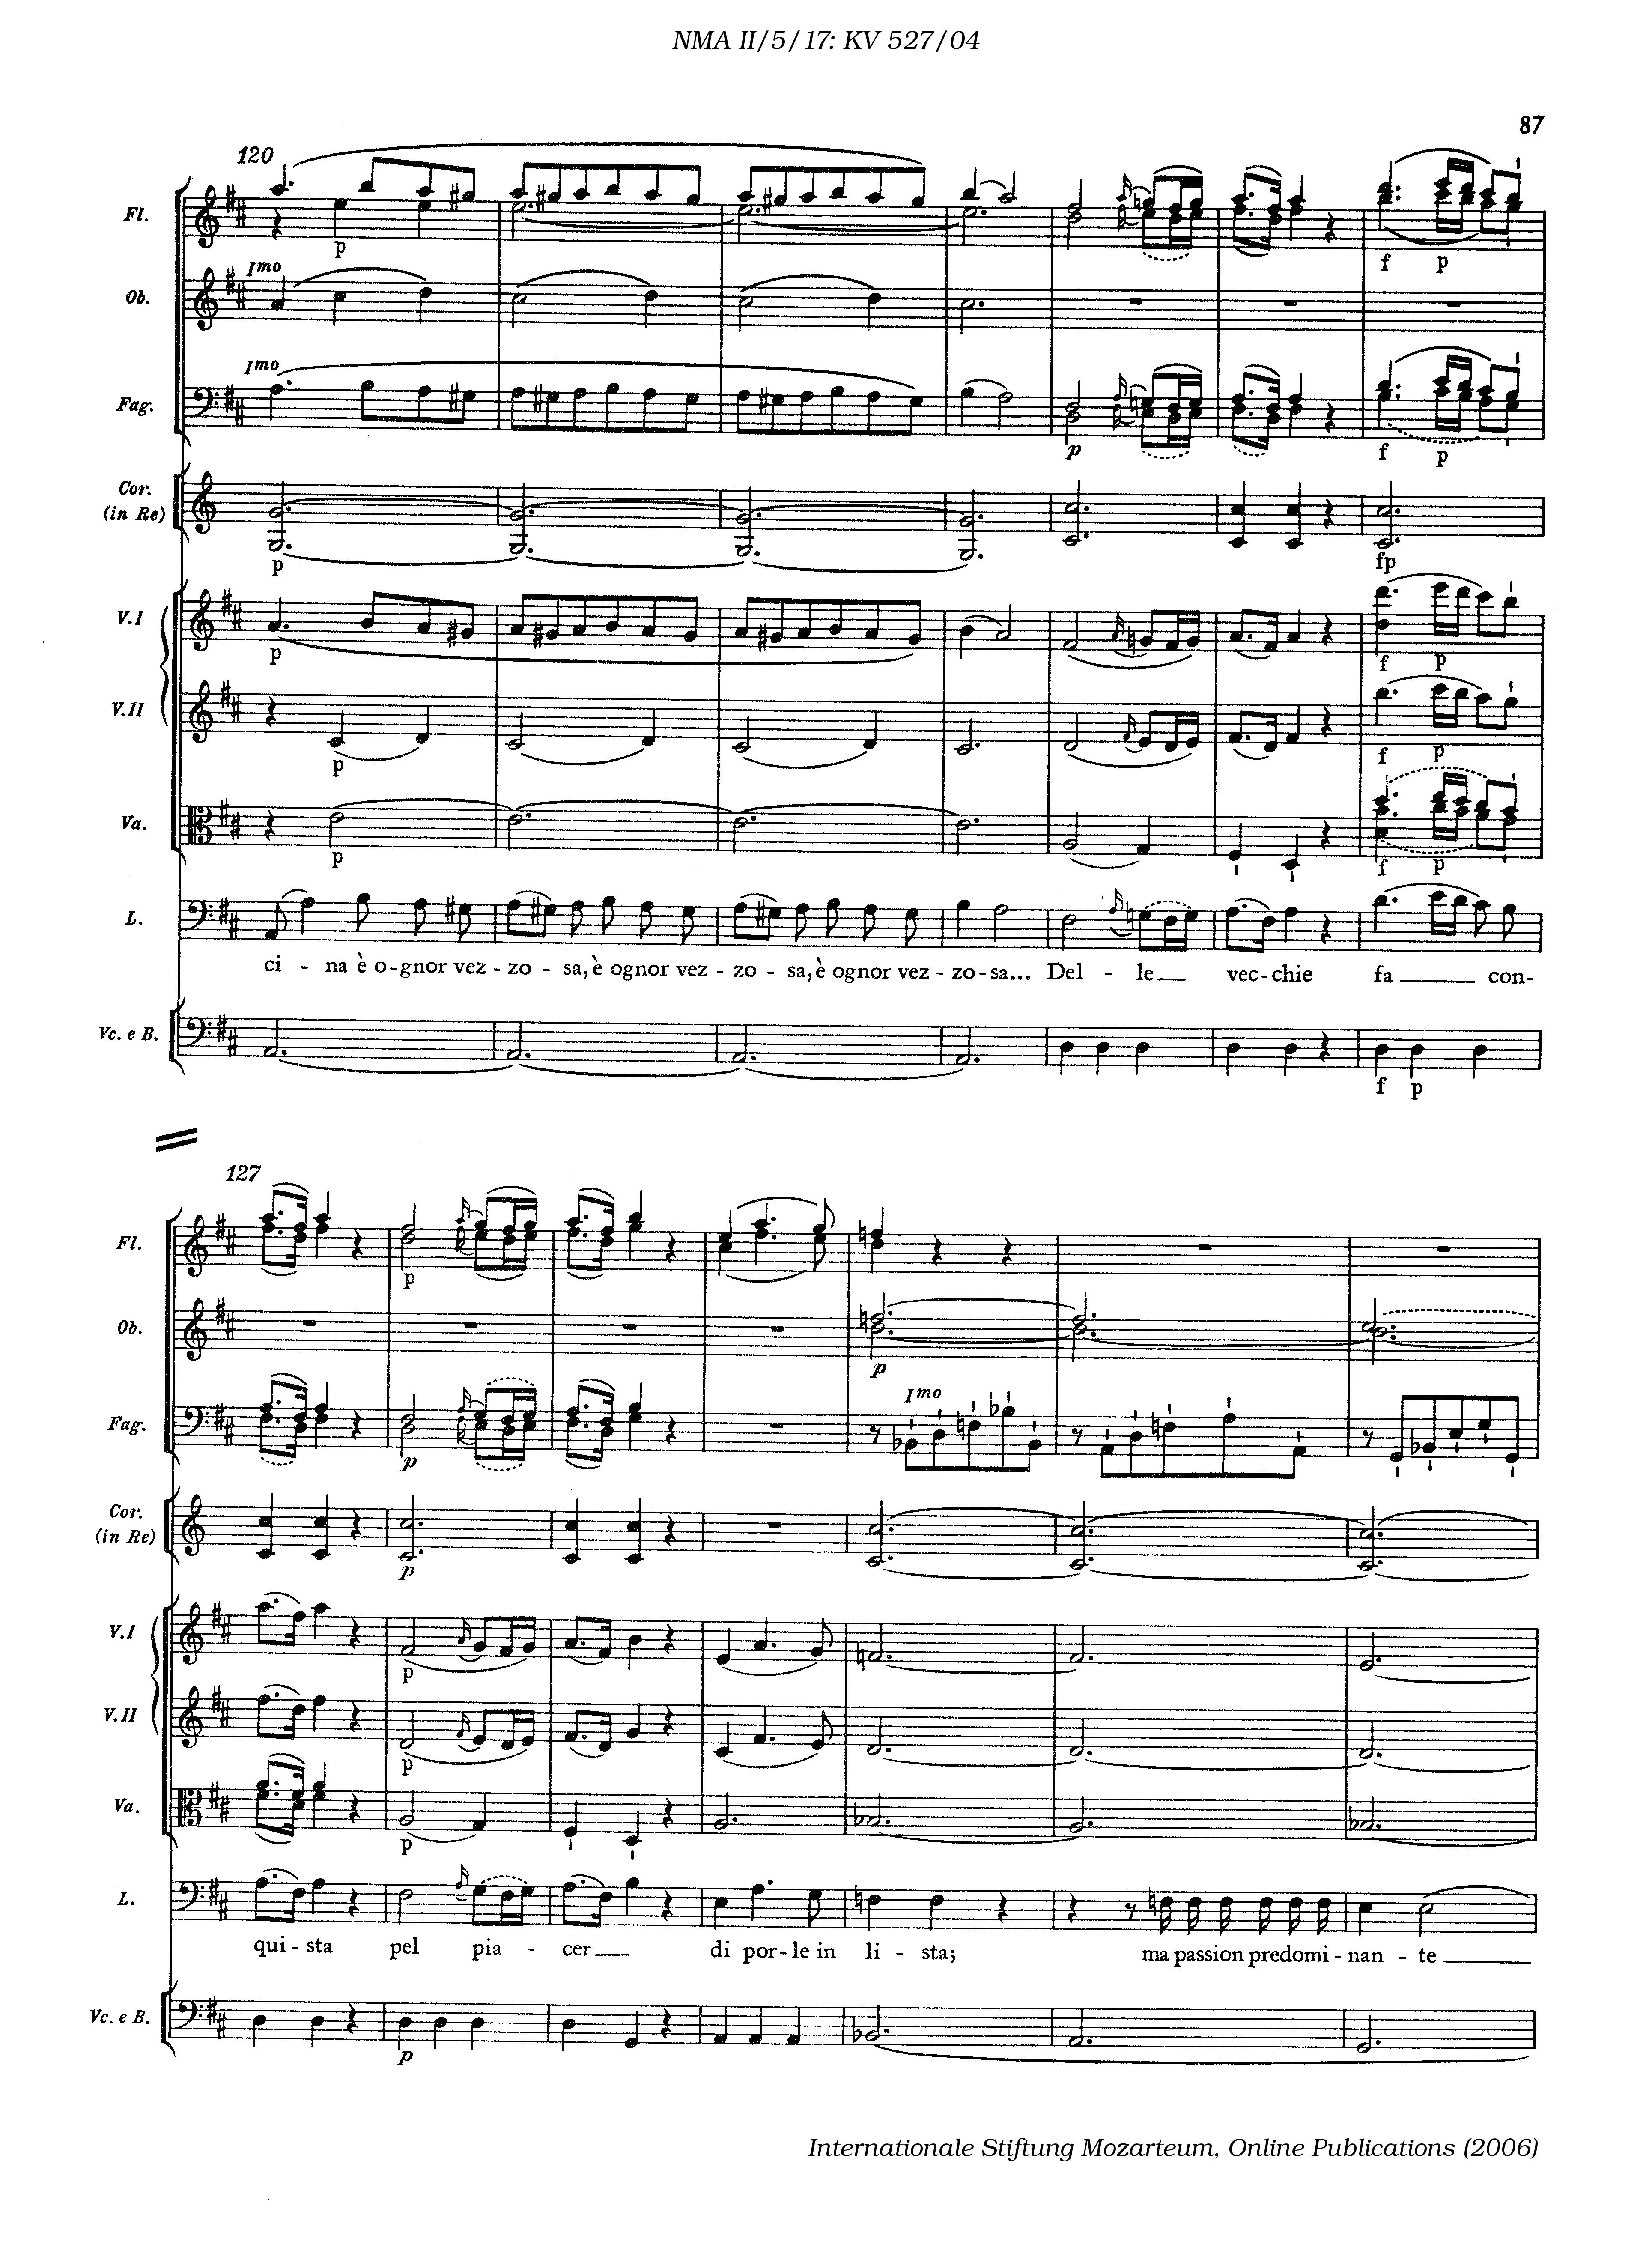 NMA II/5/17: KV 527/04
87
120
Fl.
p
f p
Imo
Ob.
Imo
Fag.
p
f p
Cor.
(in Re)
p
fp
V.I
p
f p
V.II
p
f p
Va.
p
f p
L.
ci - na è o-gnor vez - zo - sa, è ognor vez - zo - sa, è ognor vez - zo - sa... Del - le vec - chie fa con-
Vc. e B.
f p
127
Fl.
p
Ob.
p
Fag.
p
Imo
Cor.
(in Re)
p
V.I
p
V.II
p
Va.
p
L.
qui - sta pel pia - cer di por - le in li - sta; ma passion predomi - nan - te
Vc. e B.
p
Internationale Stiftung Mozarteum, Online Publications (2006)